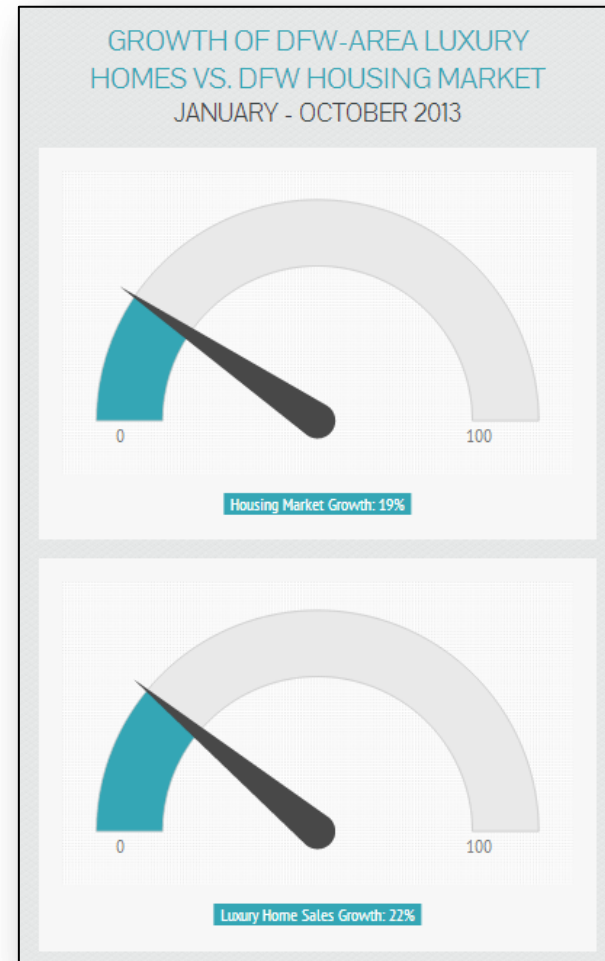 GROWTH OF DFW-AREA LUXURY
HOMES VS. DFW HOUSING MARKET
JANUARY - OCTOBER 2013
0
100
Housing Market Growth: 19%
0
100
Luxury Home Sales Growth: 22%